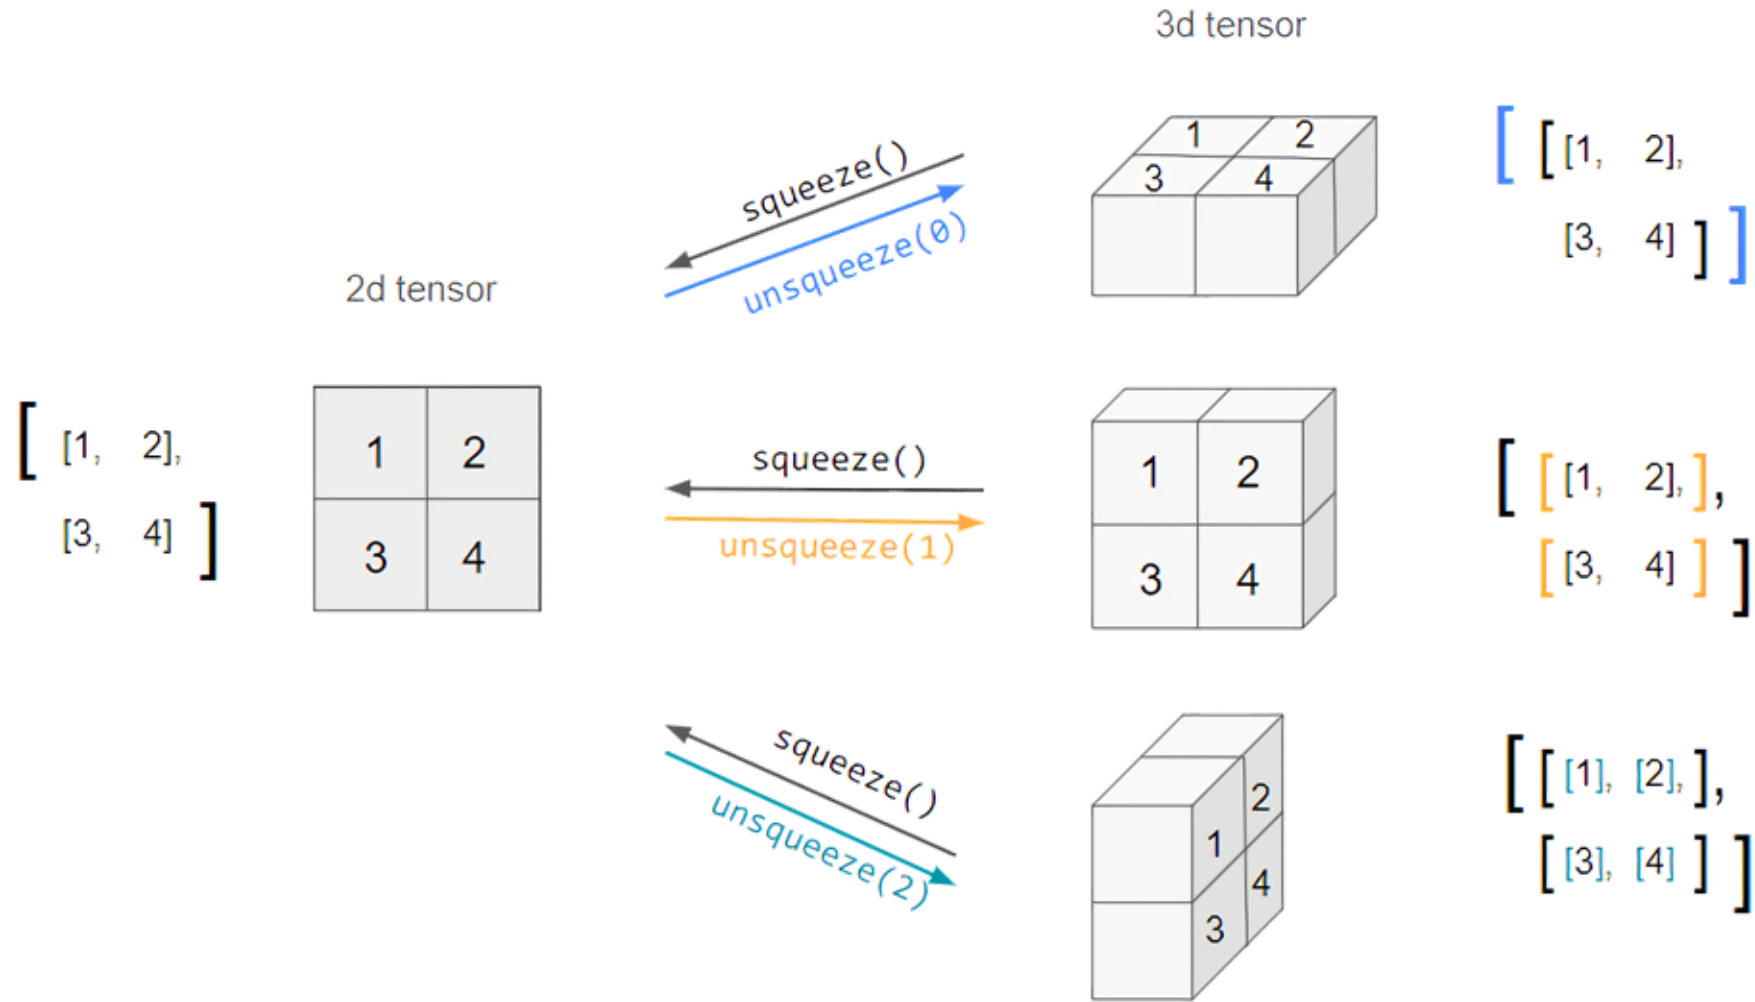 3d tensor
squeeze()
unsqueeze(0)
1 2
3 4
[ [ [1, 2],
[3, 4] ] ]
2d tensor
[ [1, 2],
[3, 4] ]
1 2
3 4
squeeze()
unsqueeze(1)
1 2
3 4
[ [ [1, 2], ],
[ [3, 4] ] ]
squeeze()
unsqueeze(2)
2
1
4
3
[ [ [1], [2], ],
[ [3], [4] ] ]